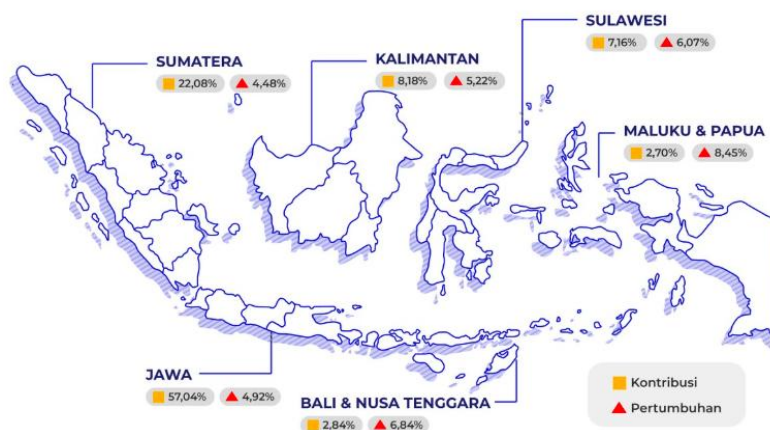 SULAWESI
7,16% 6,07%
SUMATERA
22,08% 4,48%
KALIMANTAN
8,18% 5,22%
MALUKU & PAPUA
2,70% 8,45%
JAWA
57,04% 4,92%
BALI & NUSA TENGGARA
2,84% 6,84%
Kontribusi
Pertumbuhan